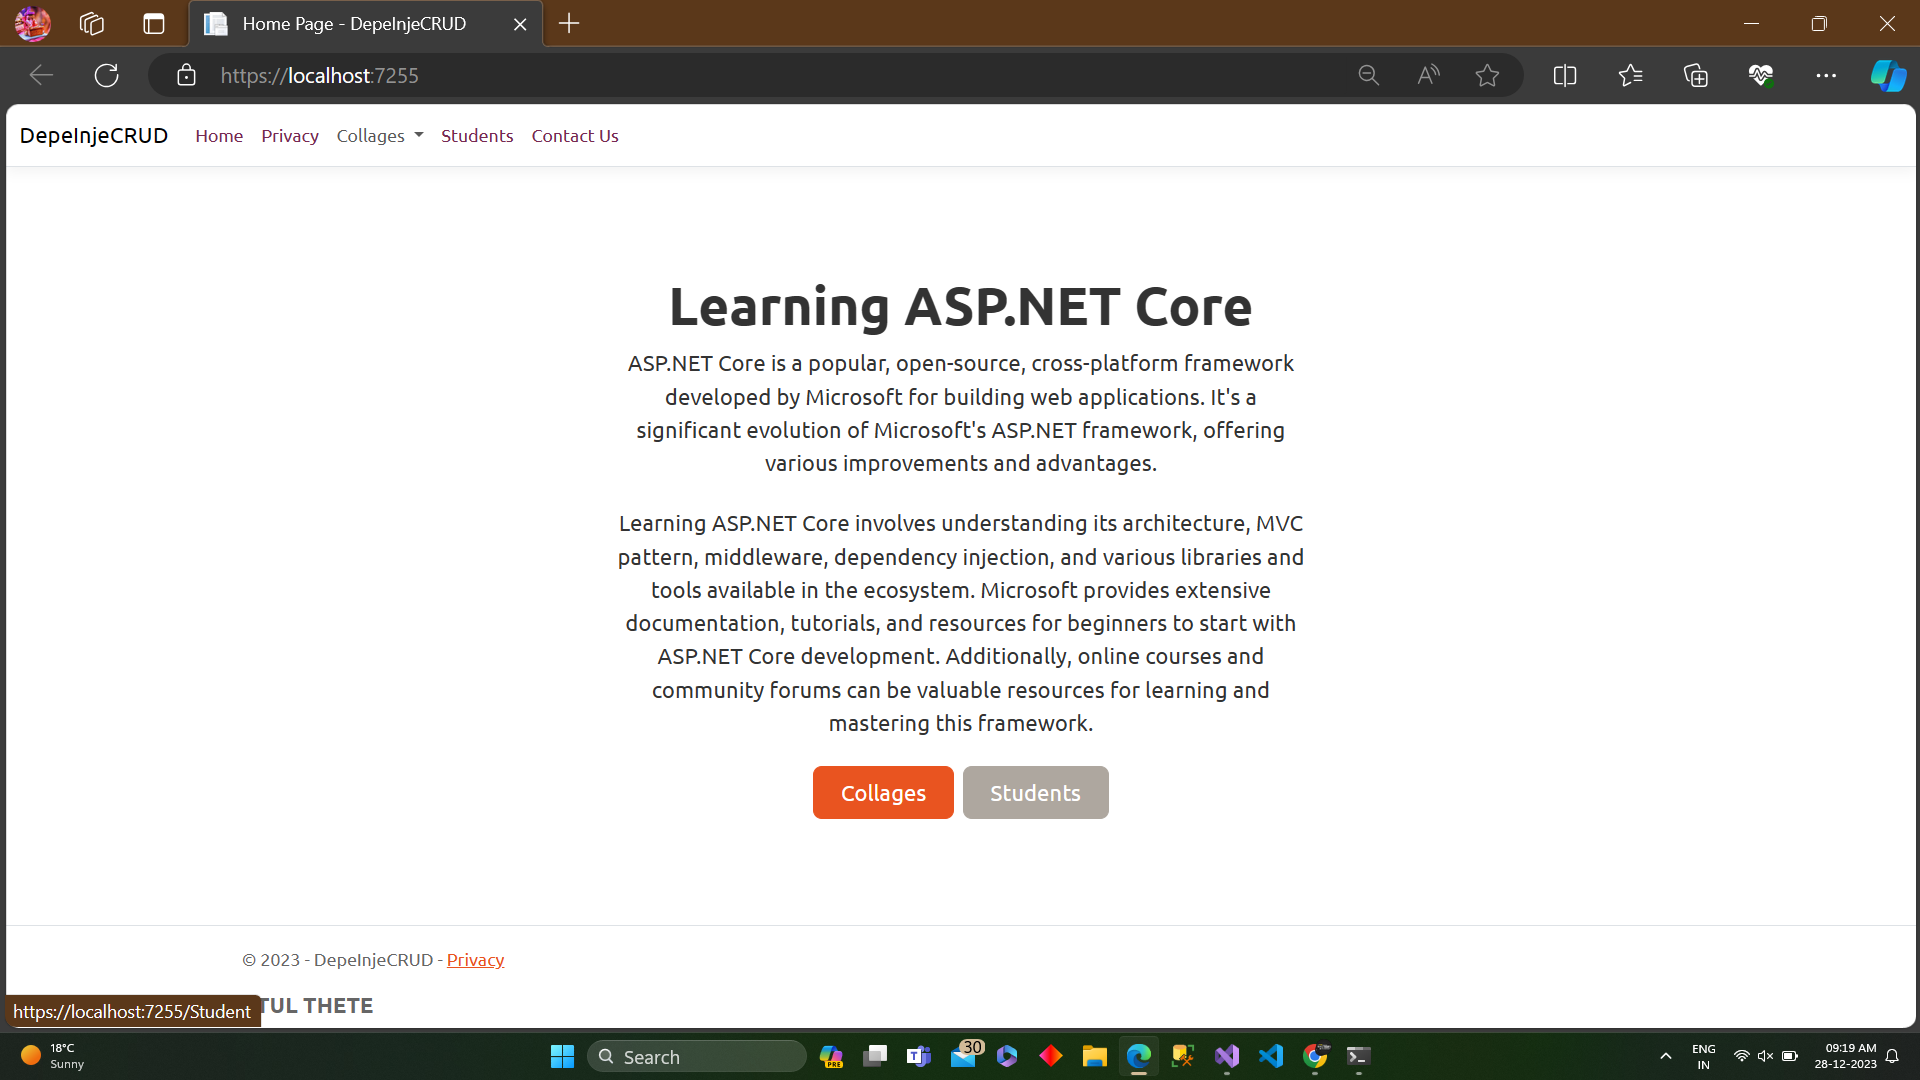 Home Page - DepeInjeCRUD
https://localhost:7255
DepeInjeCRUD Home Privacy Collages Students Contact Us
Learning ASP.NET Core
ASP.NET Core is a popular, open-source, cross-platform framework
developed by Microsoft for building web applications. It's a
significant evolution of Microsoft's ASP.NET framework, offering
various improvements and advantages.
Learning ASP.NET Core involves understanding its architecture, MVC
pattern, middleware, dependency injection, and various libraries and
tools available in the ecosystem. Microsoft provides extensive
documentation, tutorials, and resources for beginners to start with
ASP.NET Core development. Additionally, online courses and
community forums can be valuable resources for learning and
mastering this framework.
Collages Students
© 2023 - DepeInjeCRUD - Privacy
TUL THETE
https://localhost:7255/Student
18°C
Sunny
Search
PRE
30
ENG
IN
09:19 AM
28-12-2023